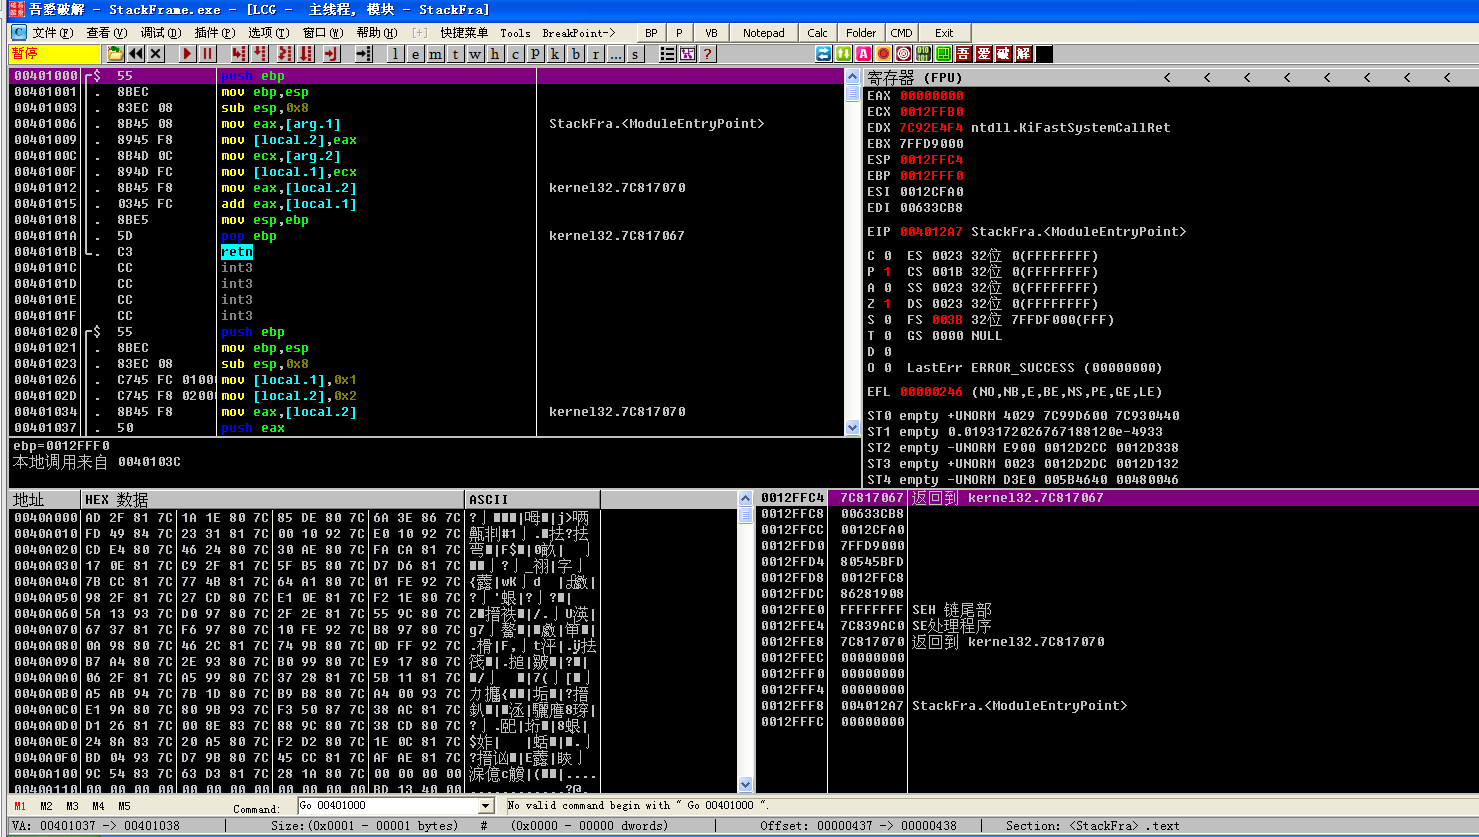 吾爱破解 - StackFrame.exe - [LCG - 主线程, 模块 - StackFra]
文件(F) 查看(V) 调试(D) 插件(P) 选项(T) 窗口(W) 帮助(H) [+] 快捷菜单 Tools BreakPoint-> BP P VB Notepad Calc Folder CMD Exit
暂停 l e m t w h c P k b r ... s ? 吾 爱 破 解
00401000 $ 55 push ebp
00401001 . 8BEC mov ebp,esp
00401003 . 83EC 08 sub esp,0x8
00401006 . 8B45 08 mov eax,[arg.1] StackFra.<ModuleEntryPoint>
00401009 . 8945 F8 mov [local.2],eax
0040100C . 8B4D 0C mov ecx,[arg.2]
0040100F . 894D FC mov [local.1],ecx
00401012 . 8B45 F8 mov eax,[local.2] kernel32.7C817070
00401015 . 0345 FC add eax,[local.1]
00401018 . 8BE5 mov esp,ebp
0040101A . 5D pop ebp kernel32.7C817067
0040101B . C3 retn
0040101C CC int3
0040101D CC int3
0040101E CC int3
0040101F CC int3
00401020 $ 55 push ebp
00401021 . 8BEC mov ebp,esp
00401023 . 83EC 08 sub esp,0x8
00401026 . C745 FC 0100 mov [local.1],0x1
0040102D . C745 F8 0200 mov [local.2],0x2
00401034 . 8B45 F8 mov eax,[local.2] kernel32.7C817070
00401037 . 50 push eax
ebp=0012FFF0
本地调用来自 0040103C
寄存器 (FPU) < < < < < < < <
EAX 00000000
ECX 0012FFB0
EDX 7C92E4F4 ntdll.KiFastSystemCallRet
EBX 7FFD9000
ESP 0012FFC4
EBP 0012FFF0
ESI 0012CFA0
EDI 00633CB8
EIP 004012A7 StackFra.<ModuleEntryPoint>
C 0 ES 0023 32位 0(FFFFFFFF)
P 1 CS 001B 32位 0(FFFFFFFF)
A 0 SS 0023 32位 0(FFFFFFFF)
Z 1 DS 0023 32位 0(FFFFFFFF)
S 0 FS 003B 32位 7FFDF000(FFF)
T 0 GS 0000 NULL
D 0
O 0 LastErr ERROR_SUCCESS (00000000)
EFL 00000246 (NO,NB,E,BE,NS,PE,GE,LE)
ST0 empty +UNORM 4029 7C99D600 7C930440
ST1 empty 0.0193172026767188120e-4933
ST2 empty -UNORM E900 0012D2CC 0012D338
ST3 empty +UNORM 0023 0012D2DC 0012D132
ST4 empty -UNORM D3E0 005B4640 00480046
地址 HEX 数据 ASCII
0040A000 AD 2F 81 7C 1A 1E 80 7C 85 DE 80 7C 6A 3E 86 7C
0040A010 FD 49 84 7C 23 31 81 7C 00 10 92 7C E0 10 92 7C
0040A020 CD E4 80 7C 46 24 80 7C 30 AE 80 7C FA CA 81 7C
0040A030 17 0E 81 7C C9 2F 81 7C 5F B5 80 7C D7 D6 81 7C
0040A040 7B CC 81 7C 77 4B 81 7C 64 A1 80 7C 01 FE 92 7C
0040A050 98 2F 81 7C 27 CD 80 7C E1 0E 81 7C F2 1E 80 7C
0040A060 5A 13 93 7C D0 97 80 7C 2F 2E 81 7C 55 9C 80 7C
0040A070 67 37 81 7C F6 97 80 7C 10 FE 92 7C B8 97 80 7C
0040A080 0A 98 80 7C 46 2C 81 7C 74 9B 80 7C 0D FF 92 7C
0040A090 B7 A4 80 7C 2E 93 80 7C B0 99 80 7C E9 17 80 7C
0040A0A0 06 2F 81 7C A5 99 80 7C 37 28 81 7C 5B 11 81 7C
0040A0B0 A5 AB 94 7C 7B 1D 80 7C B9 B8 80 7C A4 00 93 7C
0040A0C0 E1 9A 80 7C 80 9B 93 7C F3 50 87 7C 38 AC 81 7C
0040A0D0 D1 26 81 7C 00 8E 83 7C 88 9C 80 7C 38 CD 80 7C
0040A0E0 24 8A 83 7C 20 A5 80 7C F2 D2 80 7C 1E 0C 81 7C
0040A0F0 BD 04 93 7C D7 9B 80 7C 45 CC 81 7C AF AE 81 7C
0040A100 9C 54 83 7C 63 D3 81 7C 28 1A 80 7C 00 00 00 00
0040A110 00 00 00 00 00 00 00 00 00 00 00 00 BD 13 40 00
0012FFC4 7C817067 返回到 kernel32.7C817067
0012FFC8 00633CB8
0012FFCC 0012CFA0
0012FFD0 7FFD9000
0012FFD4 80545BFD
0012FFD8 0012FFC8
0012FFDC 86281908
0012FFE0 FFFFFFFF SEH 链尾部
0012FFE4 7C839AC0 SE处理程序
0012FFE8 7C817070 返回到 kernel32.7C817070
0012FFEC 00000000
0012FFF0 00000000
0012FFF4 00000000
0012FFF8 004012A7 StackFra.<ModuleEntryPoint>
0012FFFC 00000000
M1 M2 M3 M4 M5 Command: Go 00401000 No valid command begin with " Go 00401000 ".
VA: 00401037 -> 00401038 | Size:(0x0001 - 00001 bytes) # (0x0000 - 00000 dwords) | Offset: 00000437 -> 00000438 | Section: <StackFra> .text